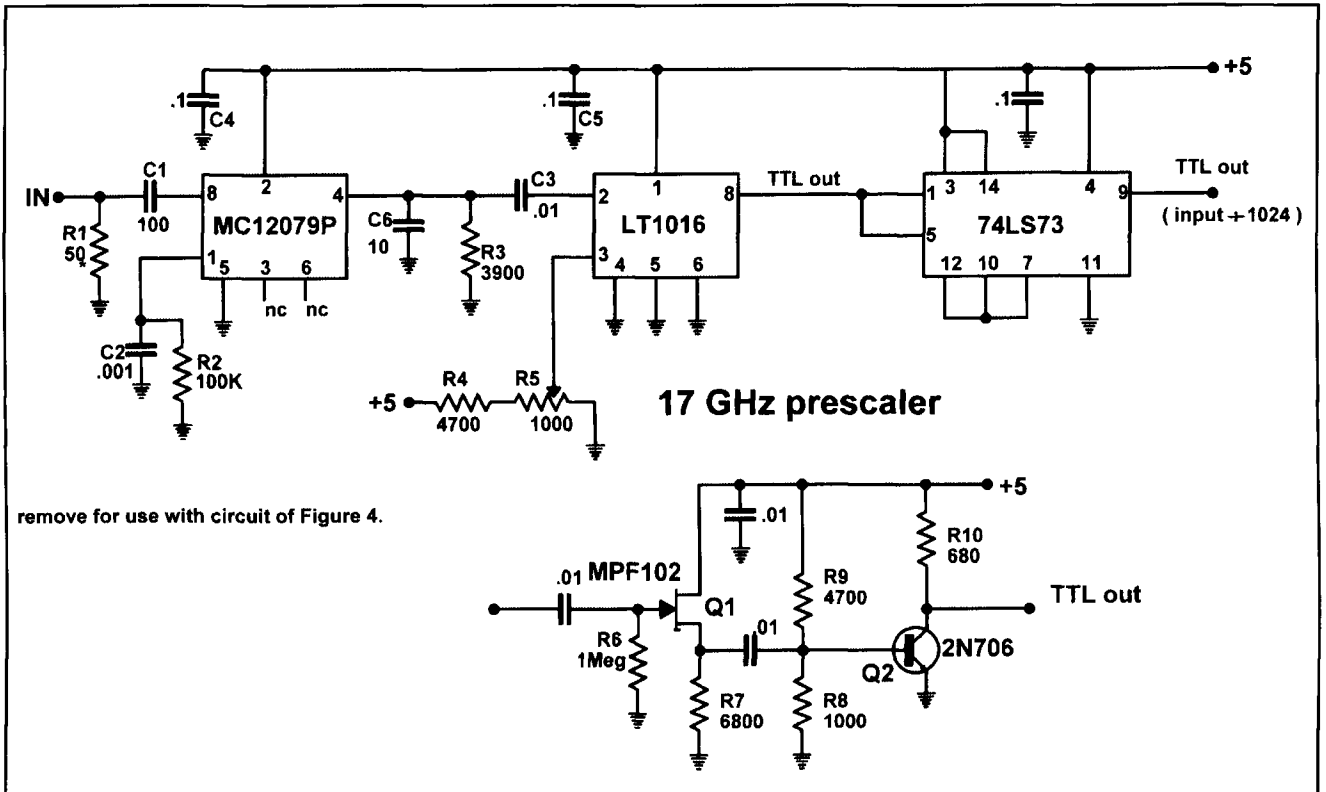 +5
.1
C4
.1
C5
.1
IN
C1
100
R1
50
*
8
2
4
MC12079P
1
5
3
6
nc
nc
C2
.001
R2
100K
C6
10
R3
3900
C3
.01
2
1
8
LT1016
3
4
5
6
TTL out
1
3
14
4
9
5
74LS73
12
10
7
11
TTL out
( input ÷ 1024 )
+5
R4
4700
R5
1000
17 GHz prescaler
remove for use with circuit of Figure 4.
+5
.01
R10
680
.01
MPF102
Q1
R9
4700
TTL out
R6
1Meg
.01
2N706
Q2
R7
6800
R8
1000